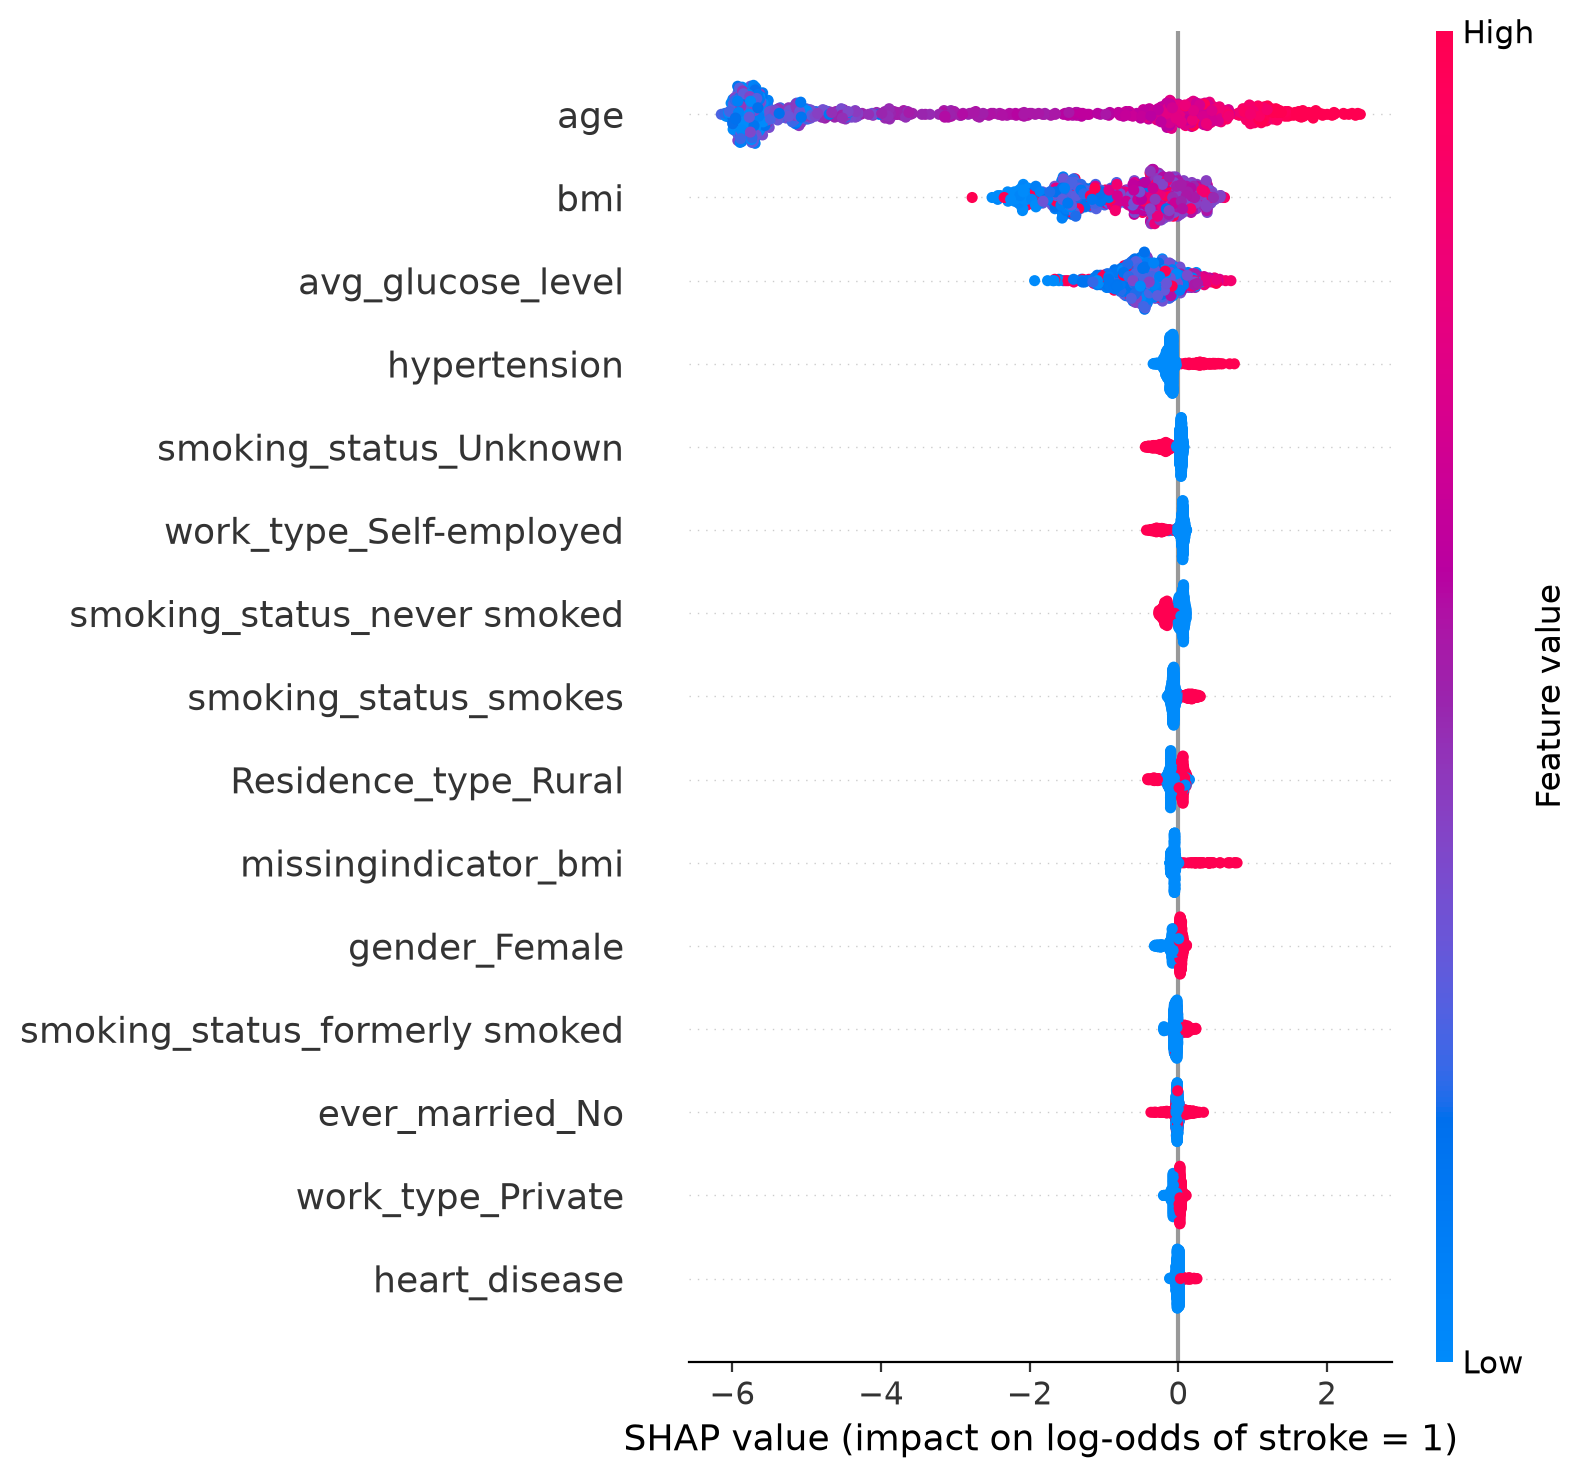 High
age
bmi
avg_glucose_level
hypertension
smoking_status_Unknown
work_type_Self-employed
smoking_status_never smoked
smoking_status_smokes
Residence_type_Rural
missingindicator_bmi
gender_Female
smoking_status_formerly smoked
ever_married_No
work_type_Private
heart_disease
Feature value
Low
−6 −4 −2 0 2
SHAP value (impact on log-odds of stroke = 1)